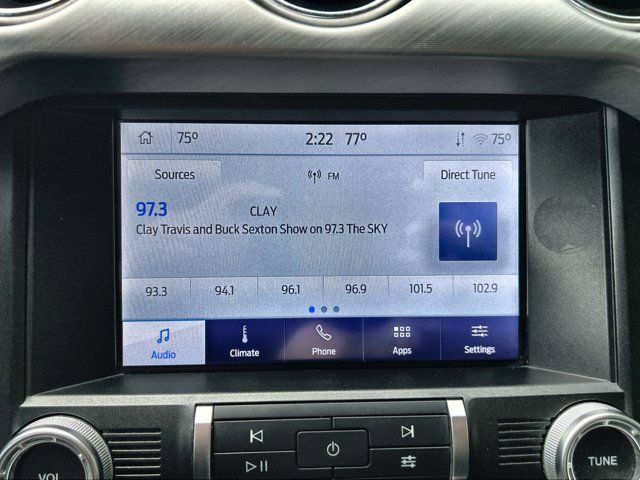 75° 2:22 77° 75°
Sources FM Direct Tune
97.3 CLAY
Clay Travis and Buck Sexton Show on 97.3 The SKY
93.3 94.1 96.1 96.9 101.5 102.9
Audio Climate Phone Apps Settings
VOL TUNE